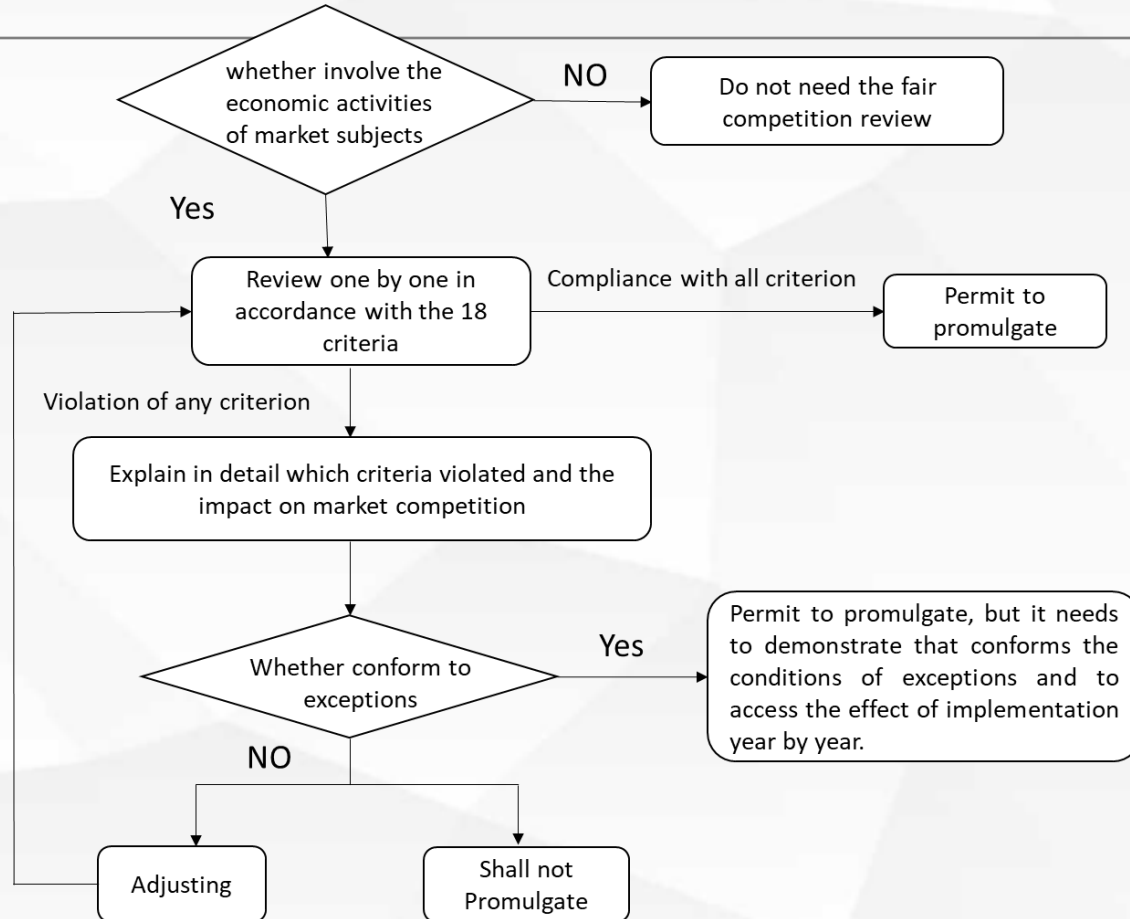 whether involve the
economic activities
of market subjects
NO
Do not need the fair
competition review
Yes
Review one by one in
accordance with the 18
criteria
Compliance with all criterion
Permit to
promulgate
Violation of any criterion
Explain in detail which criteria violated and the
impact on market competition
Whether conform to
exceptions
Yes
Permit to promulgate, but it needs
to demonstrate that conforms the
conditions of exceptions and to
access the effect of implementation
year by year.
NO
Adjusting
Shall not
Promulgate